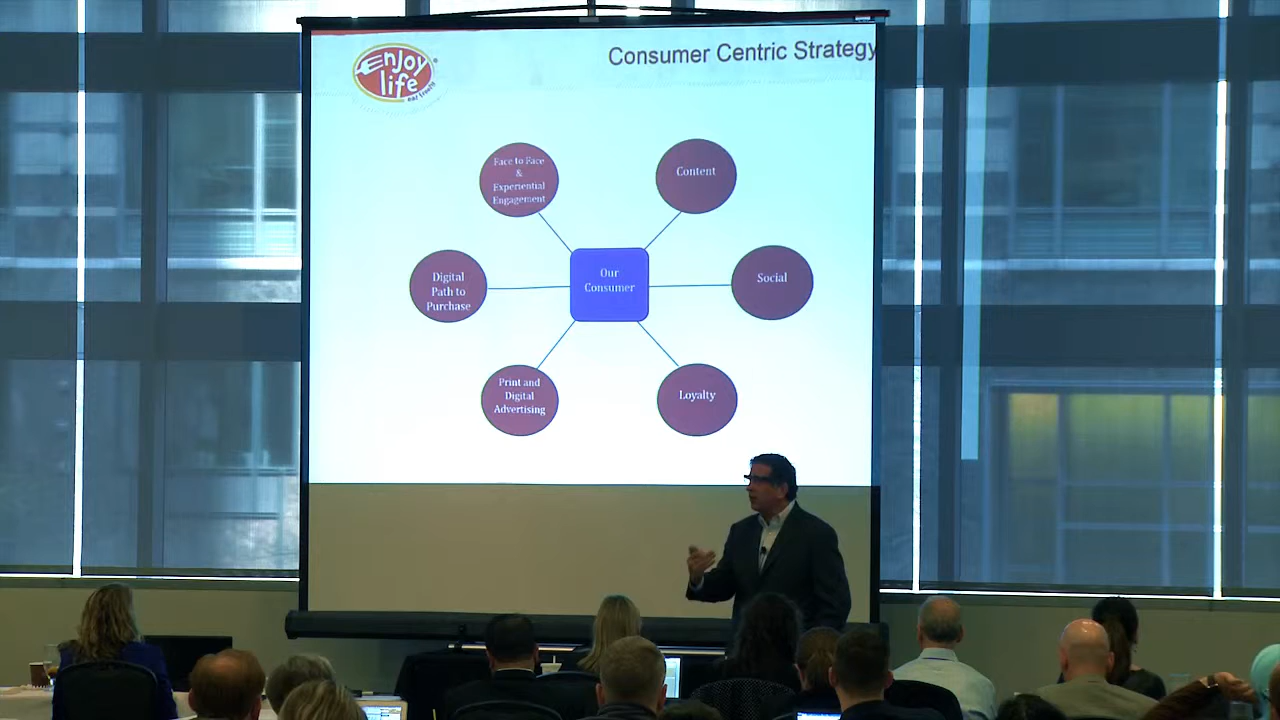 Enjoy
life
eat freely
Consumer Centric Strategy
Face to Face
&
Experiential
Engagement
Content
Digital
Path to
Purchase
Our
Consumer
Social
Print and
Digital
Advertising
Loyalty